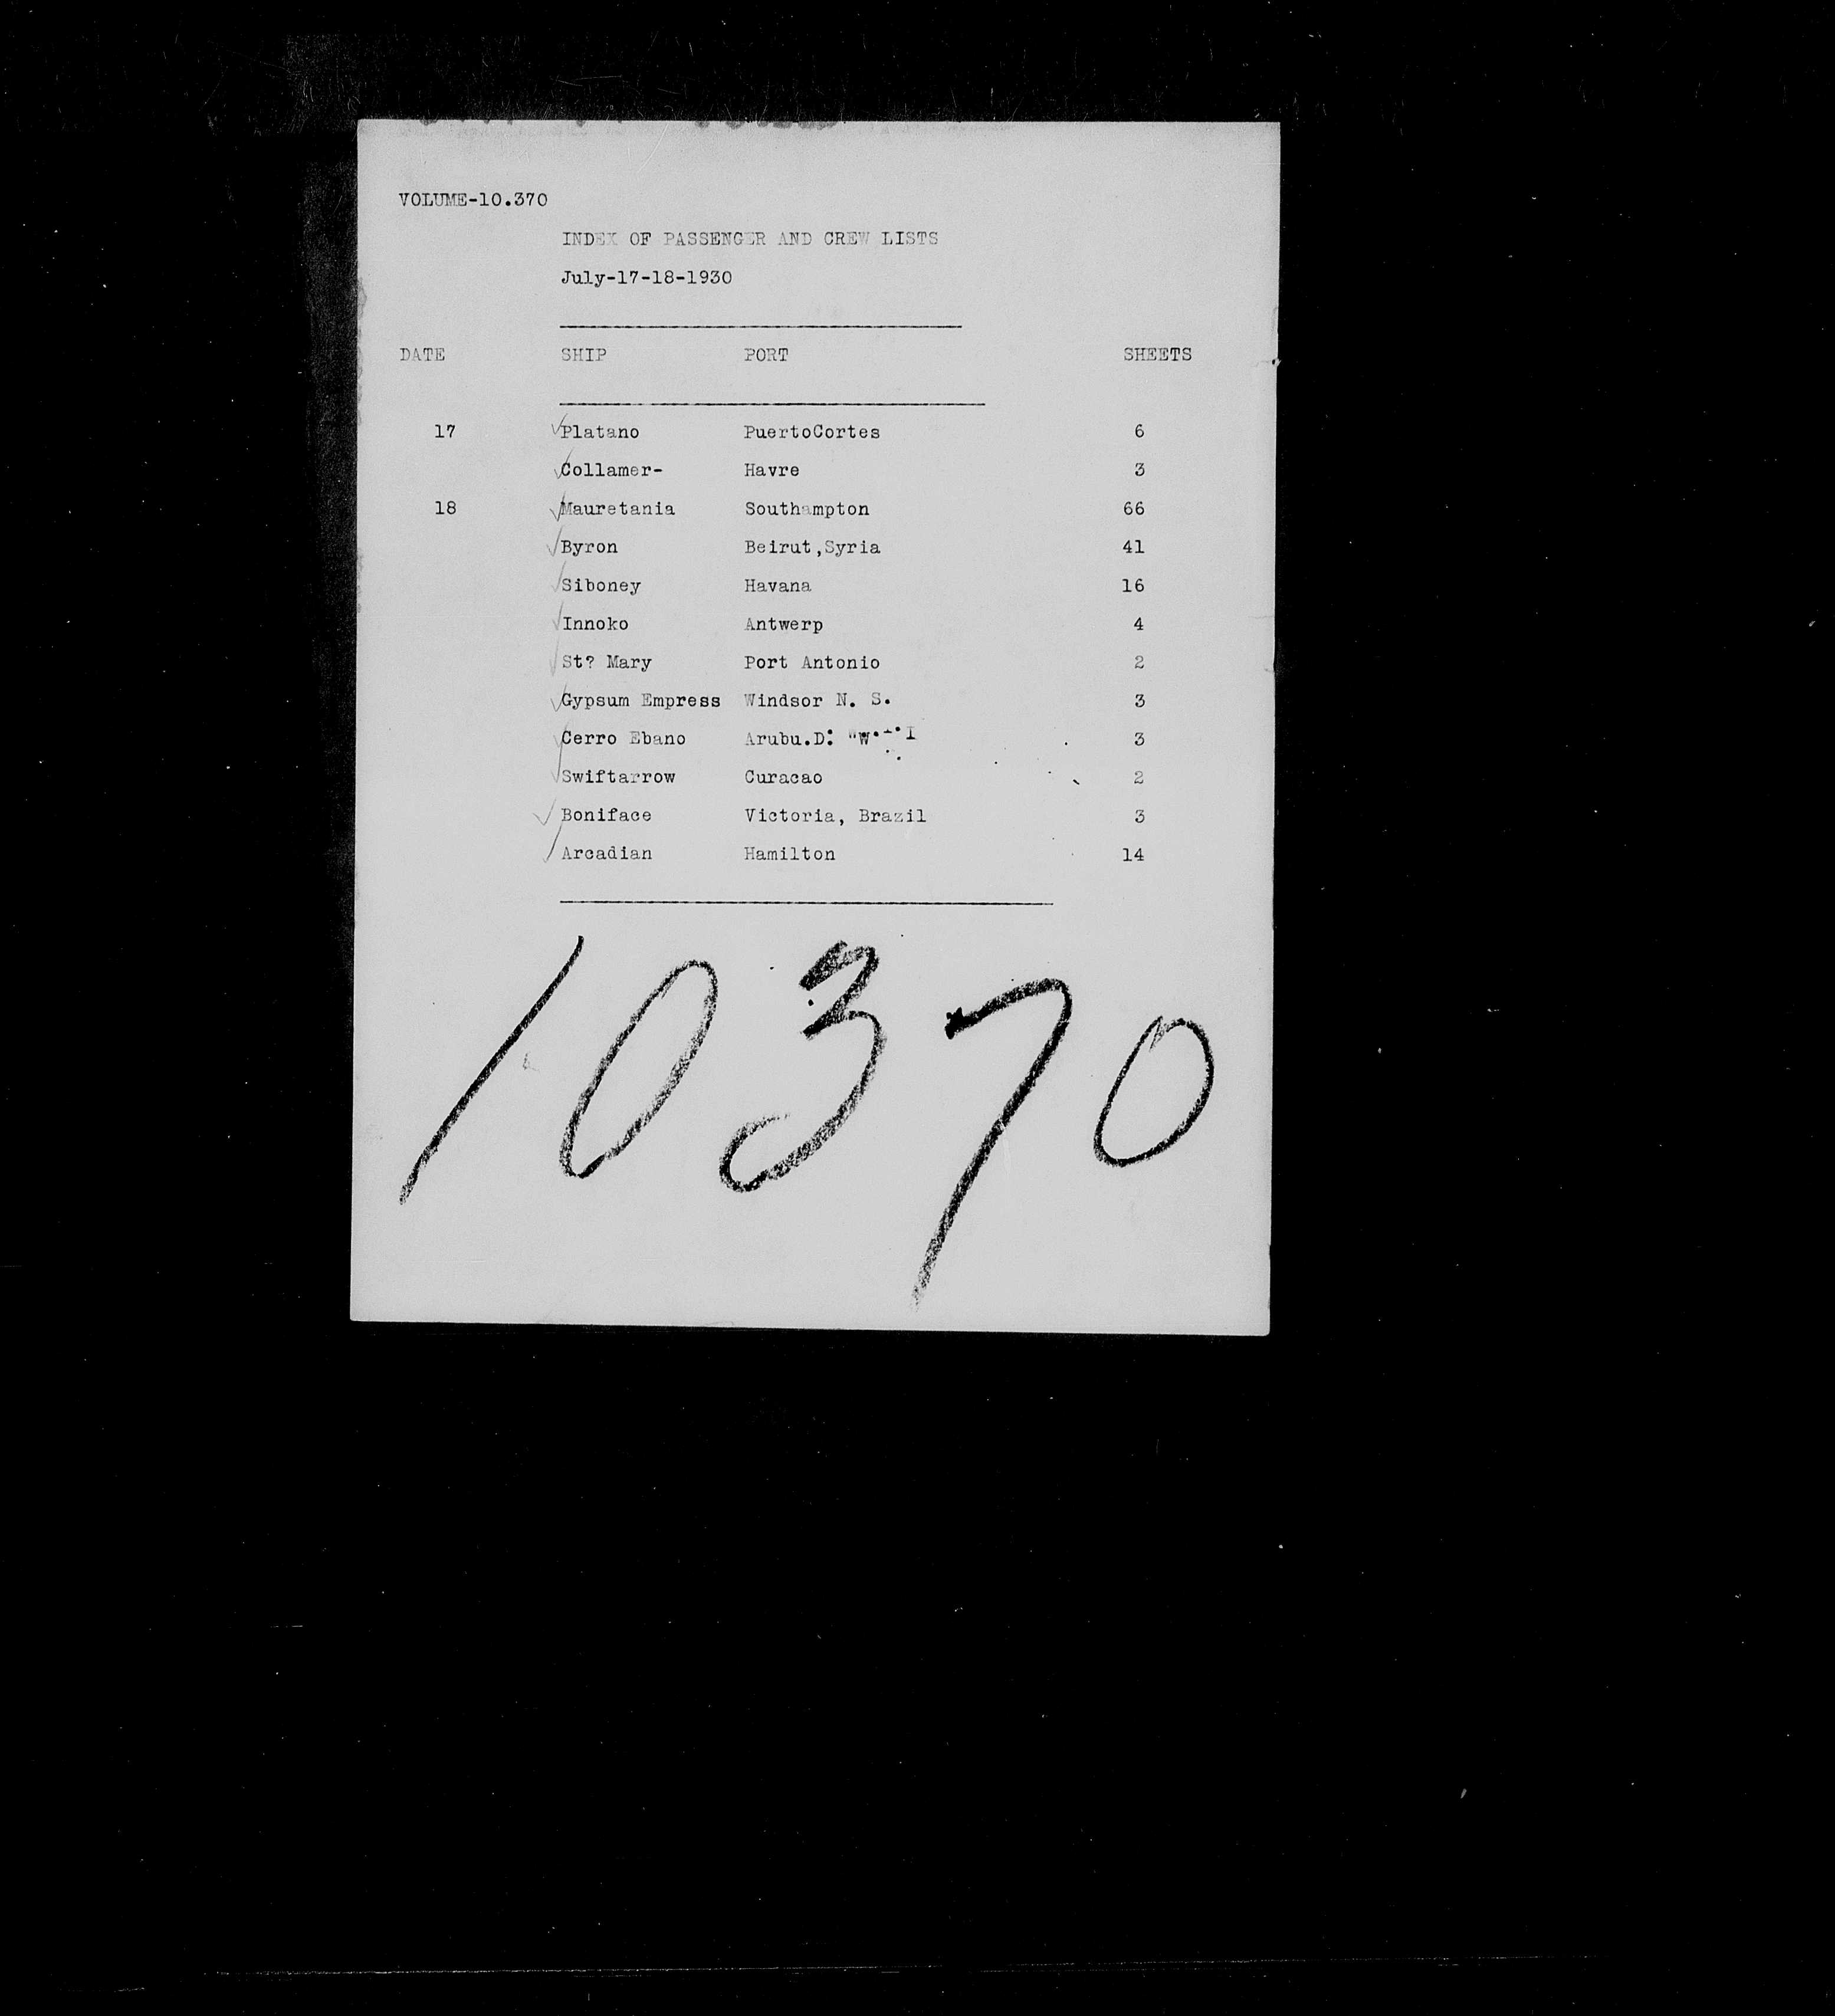 VOLUME-10.370
INDEX OF PASSENGER AND CREW LISTS
July-17-18-1930
DATE SHIP PORT SHEETS
17 Platano PuertoCortes 6
Collamer- Havre 3
18 Mauretania Southampton 66
Byron Beirut,Syria 41
Siboney Havana 16
Innoko Antwerp 4
St? Mary Port Antonio 2
Gypsum Empress Windsor N. S. 3
Cerro Ebano Arubu.D: 3
Swiftarrow Curacao 2
Boniface Victoria, Brazil 3
Arcadian Hamilton 14
10370